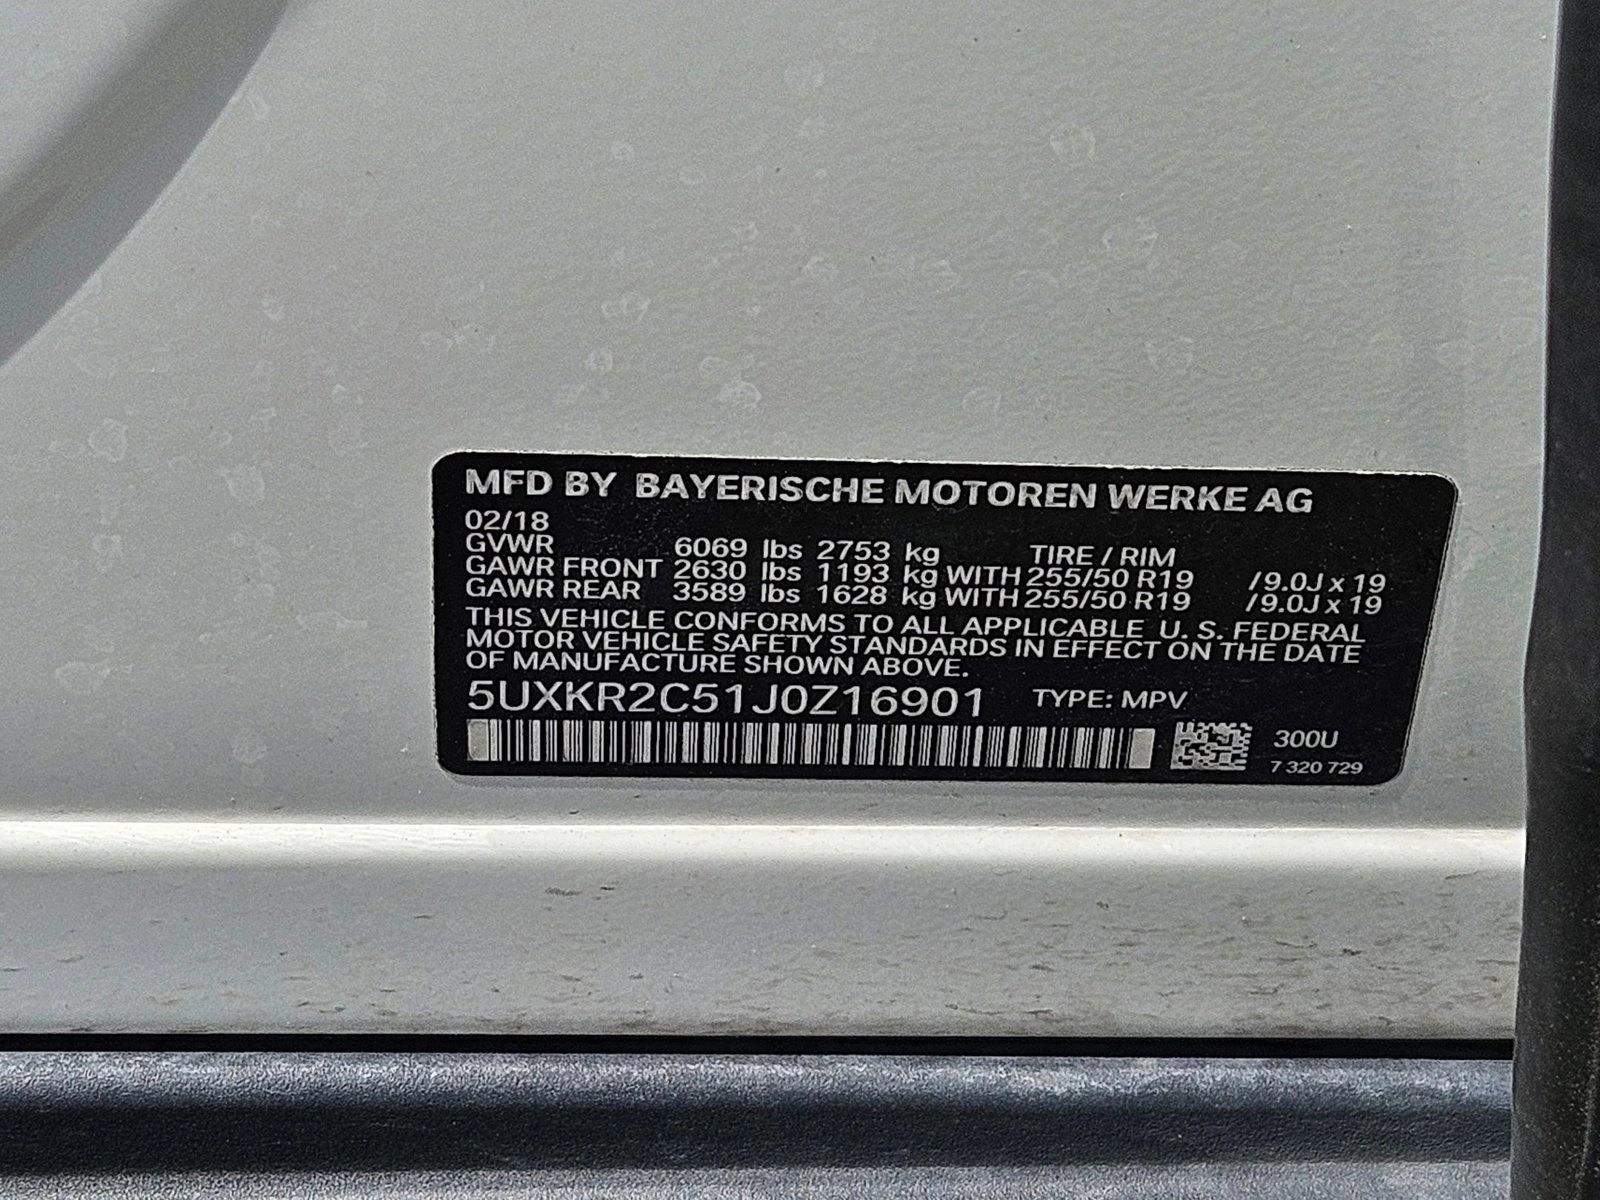 MFD BY BAYERISCHE MOTOREN WERKE AG
02/18
GVWR 6069 lbs 2753 kg TIRE / RIM
GAWR FRONT 2630 lbs 1193 kg WITH 255/50 R19 /9.0J x 19
GAWR REAR 3589 lbs 1628 kg WITH 255/50 R19 /9.0J x 19
THIS VEHICLE CONFORMS TO ALL APPLICABLE U. S. FEDERAL
MOTOR VEHICLE SAFETY STANDARDS IN EFFECT ON THE DATE
OF MANUFACTURE SHOWN ABOVE.
5UXKR2C51J0Z16901 TYPE: MPV
300U
7 320 729